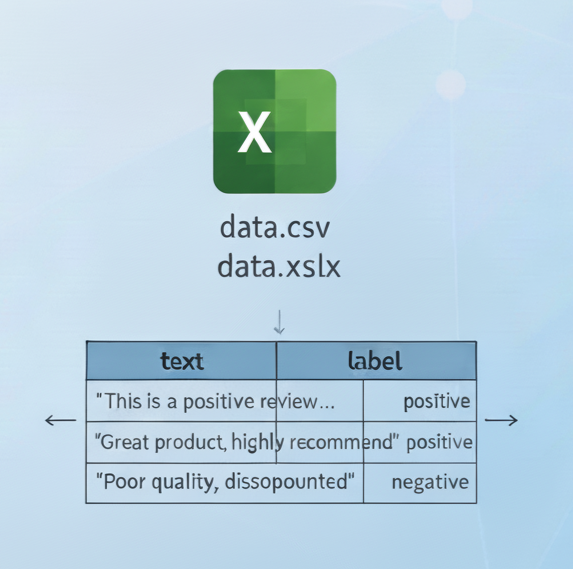 X
data.csv
data.xslx
text label
"This is a positive review... positive
"Great product, highly recommend" positive
"Poor quality, dissopounted" negative